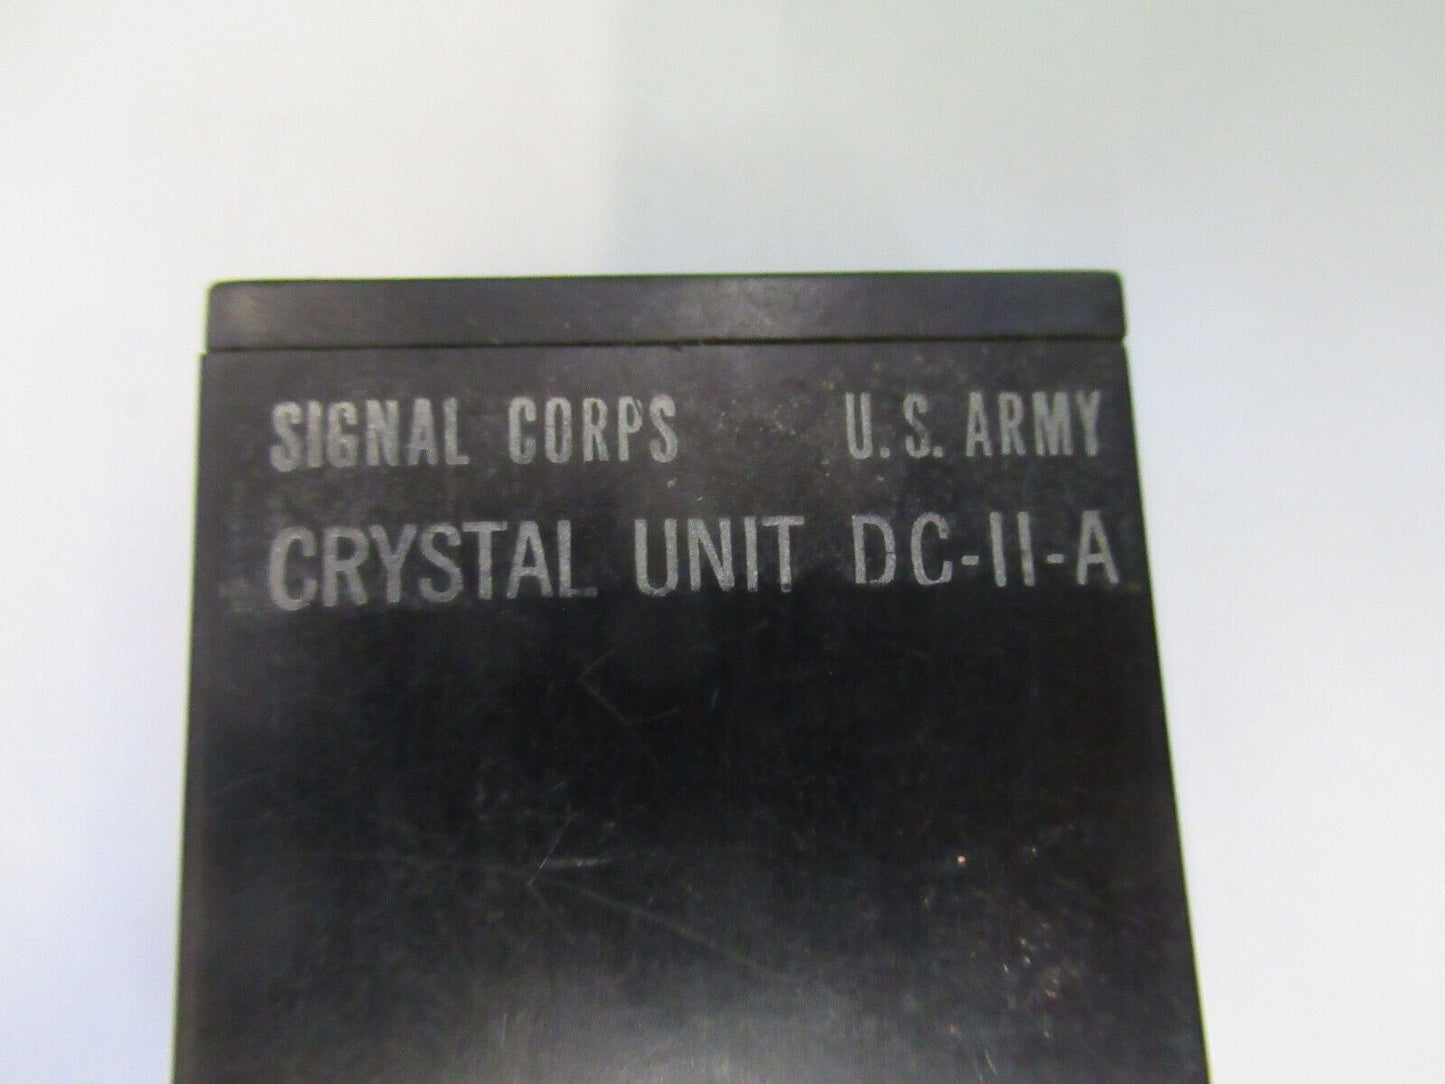 SIGNAL CORPS U.S. ARMY
CRYSTAL UNIT DC-11-A